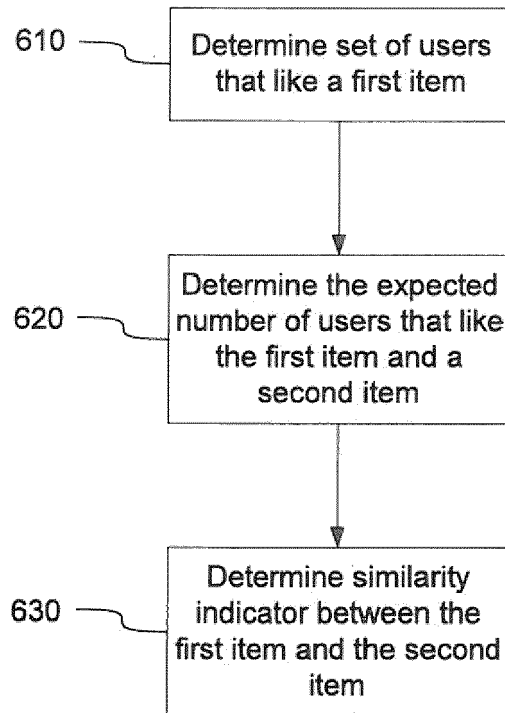 610
Determine set of users
that like a first item
620
Determine the expected
number of users that like
the first item and a
second item
630
Determine similarity
indicator between the
first item and the second
item